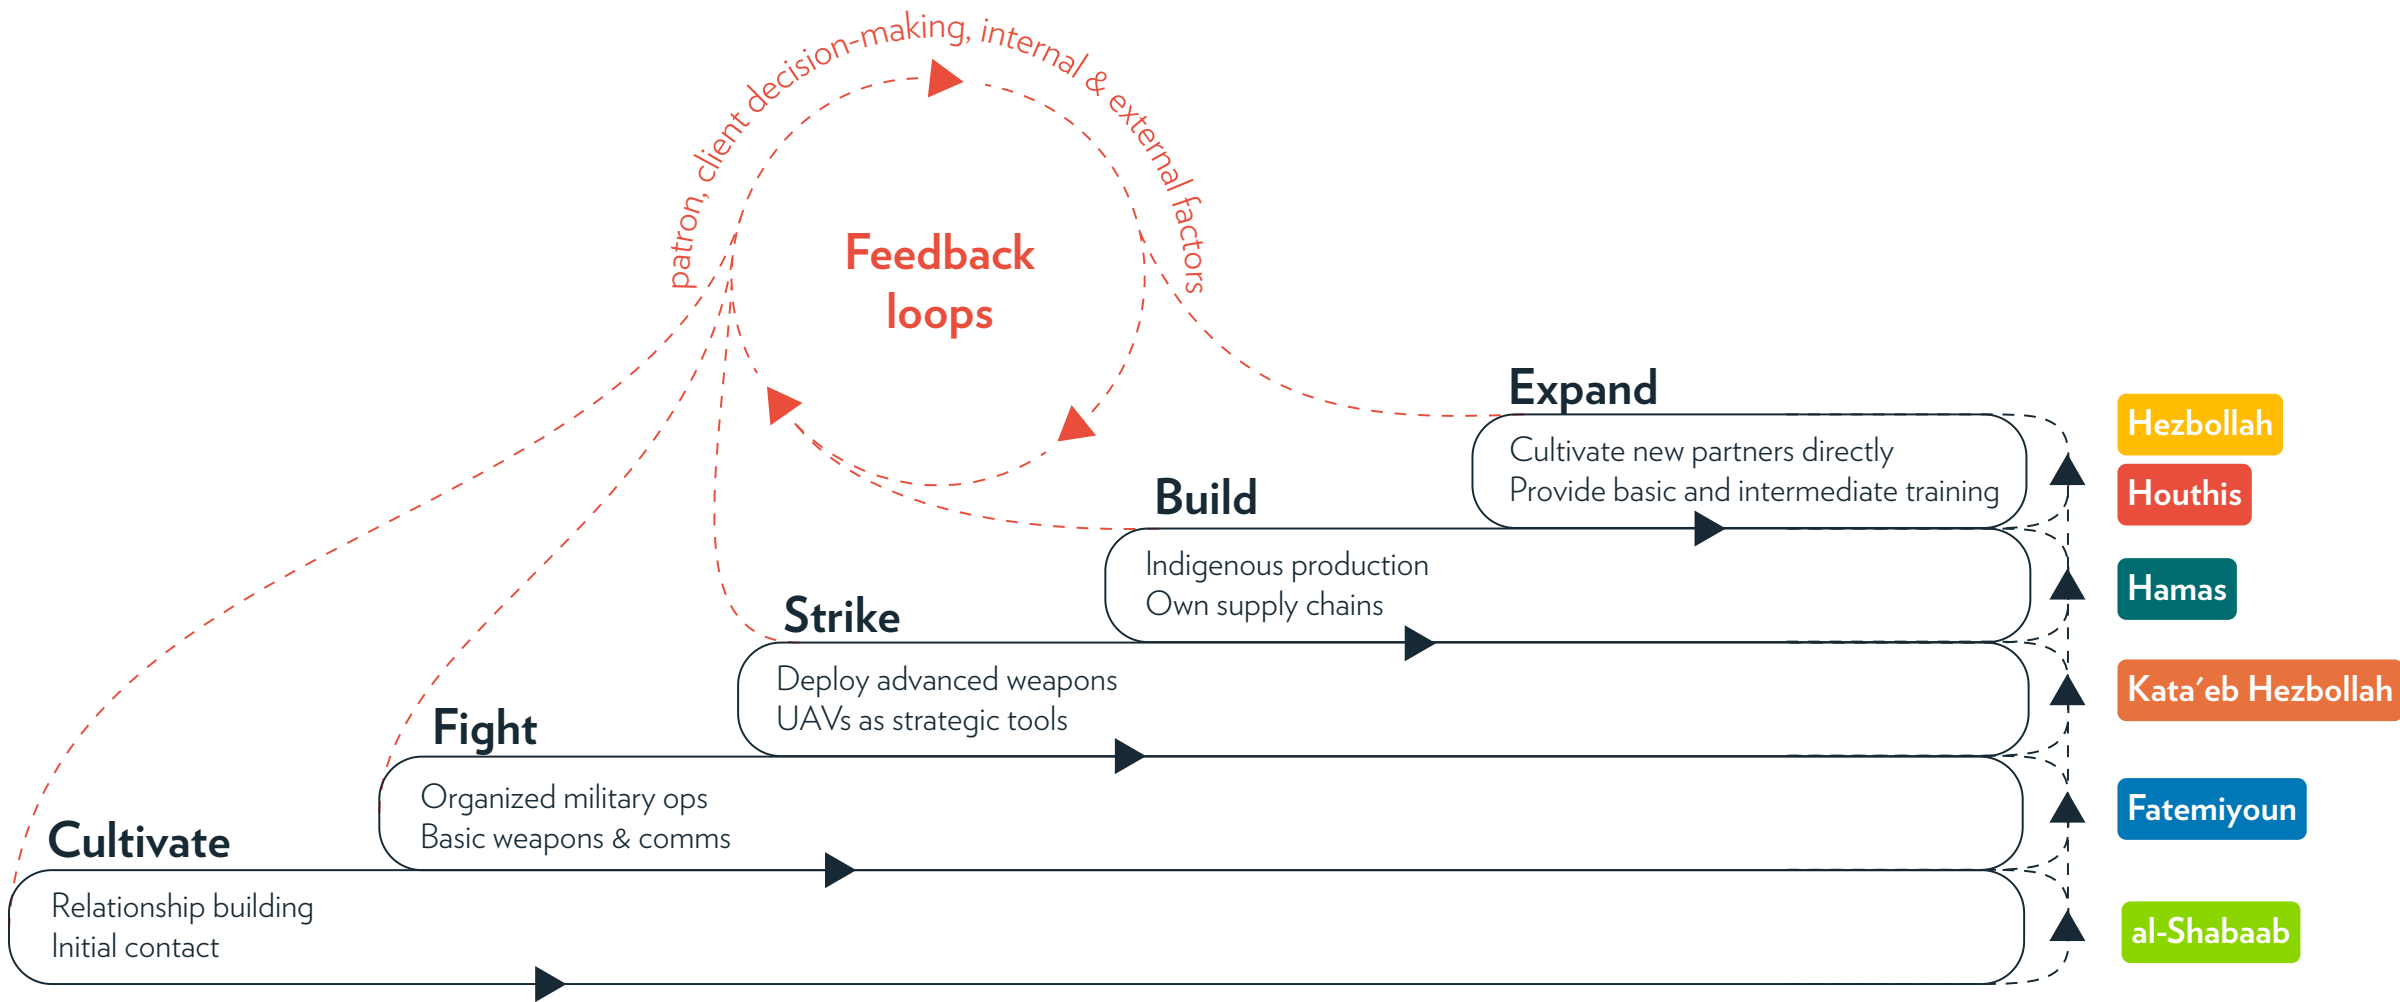 patron, client decision-making, internal & external factors
Feedback
loops
Expand
Cultivate new partners directly
Provide basic and intermediate training
Build
Indigenous production
Own supply chains
Strike
Deploy advanced weapons
UAVs as strategic tools
Fight
Organized military ops
Basic weapons & comms
Cultivate
Relationship building
Initial contact
Hezbollah
Houthis
Hamas
Kata´eb Hezbollah
Fatemiyoun
al-Shabaab